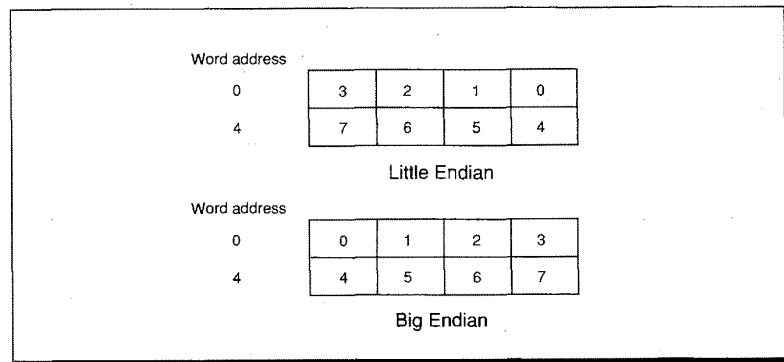 Word address
0 3 2 1 0
4 7 6 5 4
Little Endian
Word address
0 0 1 2 3
4 4 5 6 7
Big Endian